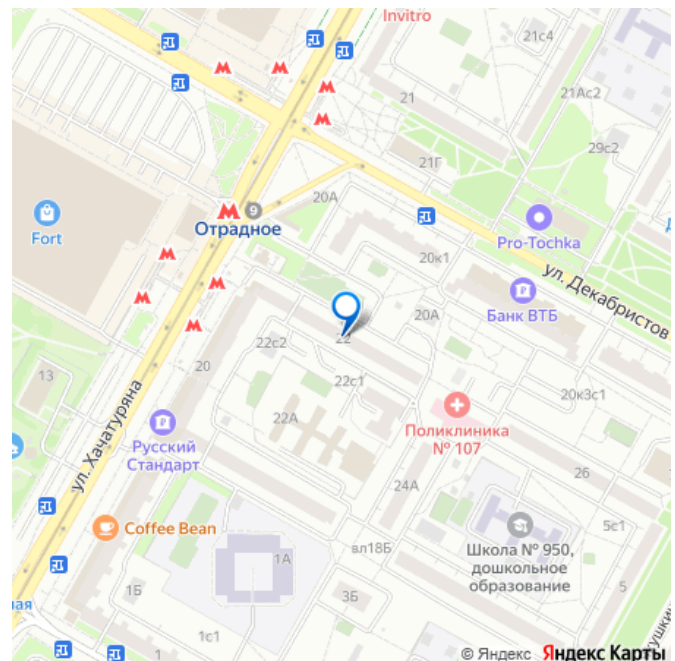 Invitro
21с4
21
21Ас2
29с2
21Г
20А
9
Отрадное
Fort
Pro-Tochka
20к1
ул. Декабристов
Банк ВТБ
20А
22
22с2
20
22с1
13
22А
20к3с1
Поликлиника
№ 107
ул. Хачатуряна
Русский
Стандарт
24А
26
Coffee Bean
5с1
вл18Б
Школа № 950,
дошкольное
образование
1А
1Б
3Б
5
ная
1с1
1
© Яндекс Яндекс Карты